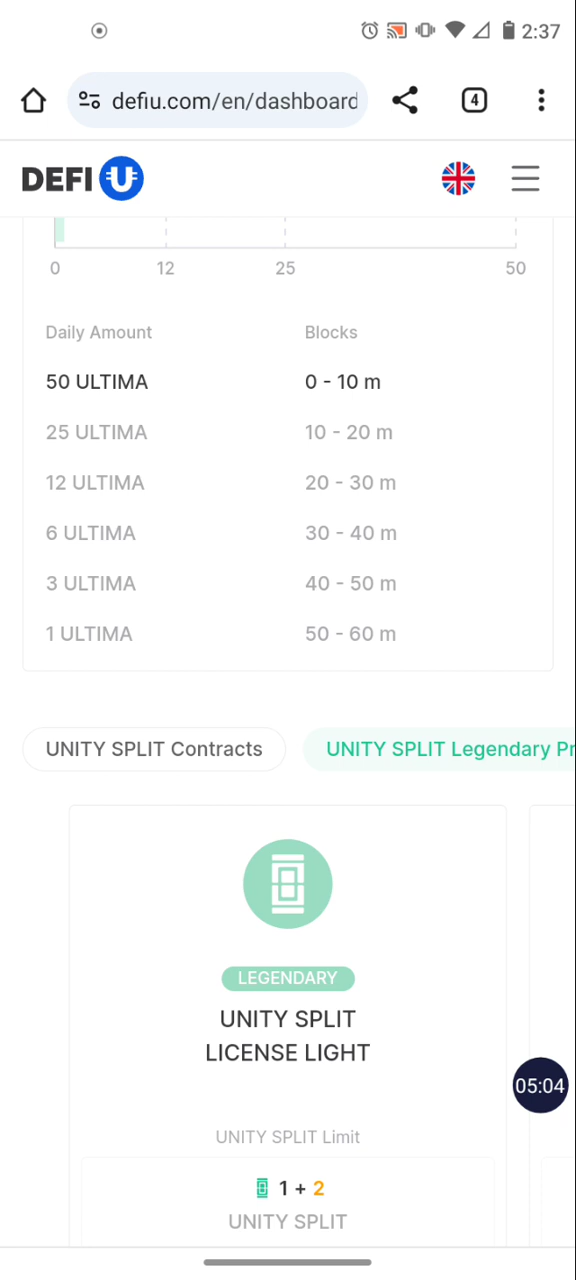 2:37
defiu.com/en/dashboard
4
DEFI U
0 12 25 50
Daily Amount Blocks
50 ULTIMA 0 - 10 m
25 ULTIMA 10 - 20 m
12 ULTIMA 20 - 30 m
6 ULTIMA 30 - 40 m
3 ULTIMA 40 - 50 m
1 ULTIMA 50 - 60 m
UNITY SPLIT Contracts UNITY SPLIT Legendary Pr
LEGENDARY
UNITY SPLIT
LICENSE LIGHT
05:04
UNITY SPLIT Limit
1 + 2
UNITY SPLIT